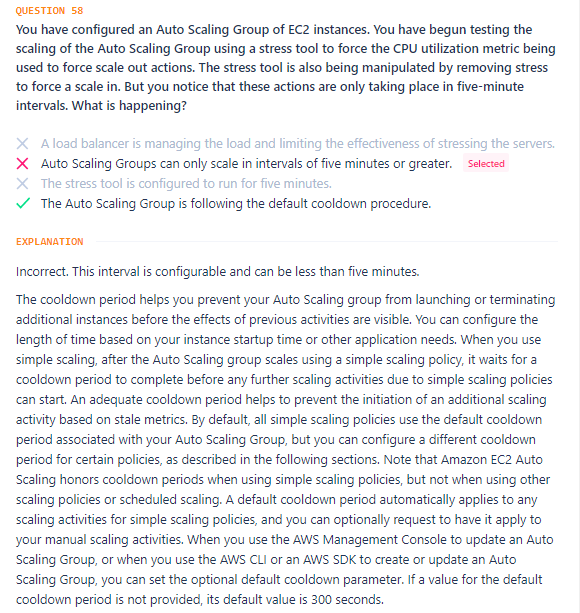 QUESTION 58
You have configured an Auto Scaling Group of EC2 instances. You have begun testing the
scaling of the Auto Scaling Group using a stress tool to force the CPU utilization metric being
used to force scale out actions. The stress tool is also being manipulated by removing stress
to force a scale in. But you notice that these actions are only taking place in five-minute
intervals. What is happening?
A load balancer is managing the load and limiting the effectiveness of stressing the servers.
Auto Scaling Groups can only scale in intervals of five minutes or greater. Selected
The stress tool is configured to run for five minutes.
The Auto Scaling Group is following the default cooldown procedure.
EXPLANATION
Incorrect. This interval is configurable and can be less than five minutes.
The cooldown period helps you prevent your Auto Scaling group from launching or terminating
additional instances before the effects of previous activities are visible. You can configure the
length of time based on your instance startup time or other application needs. When you use
simple scaling, after the Auto Scaling group scales using a simple scaling policy, it waits for a
cooldown period to complete before any further scaling activities due to simple scaling policies
can start. An adequate cooldown period helps to prevent the initiation of an additional scaling
activity based on stale metrics. By default, all simple scaling policies use the default cooldown
period associated with your Auto Scaling Group, but you can configure a different cooldown
period for certain policies, as described in the following sections. Note that Amazon EC2 Auto
Scaling honors cooldown periods when using simple scaling policies, but not when using other
scaling policies or scheduled scaling. A default cooldown period automatically applies to any
scaling activities for simple scaling policies, and you can optionally request to have it apply to
your manual scaling activities. When you use the AWS Management Console to update an Auto
Scaling Group, or when you use the AWS CLI or an AWS SDK to create or update an Auto
Scaling Group, you can set the optional default cooldown parameter. If a value for the default
cooldown period is not provided, its default value is 300 seconds.